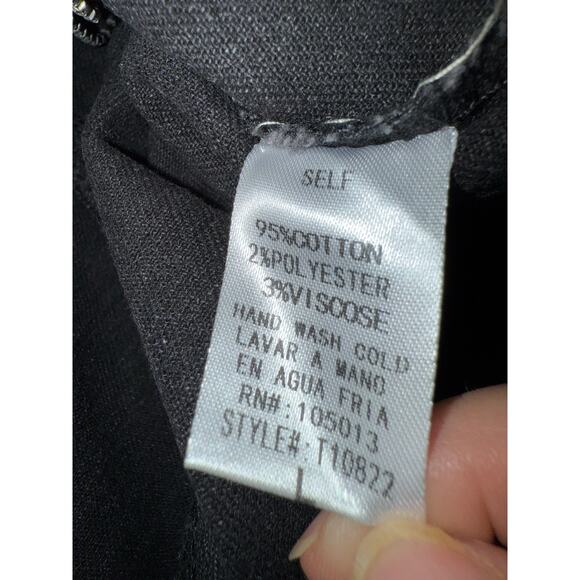 SELF
95%COTTON
2%POLYESTER
3%VISCOSE
HAND WASH COLD
LAVAR A MANO
EN AGUA FRIA
RN#:105013
STYLE#:T10822